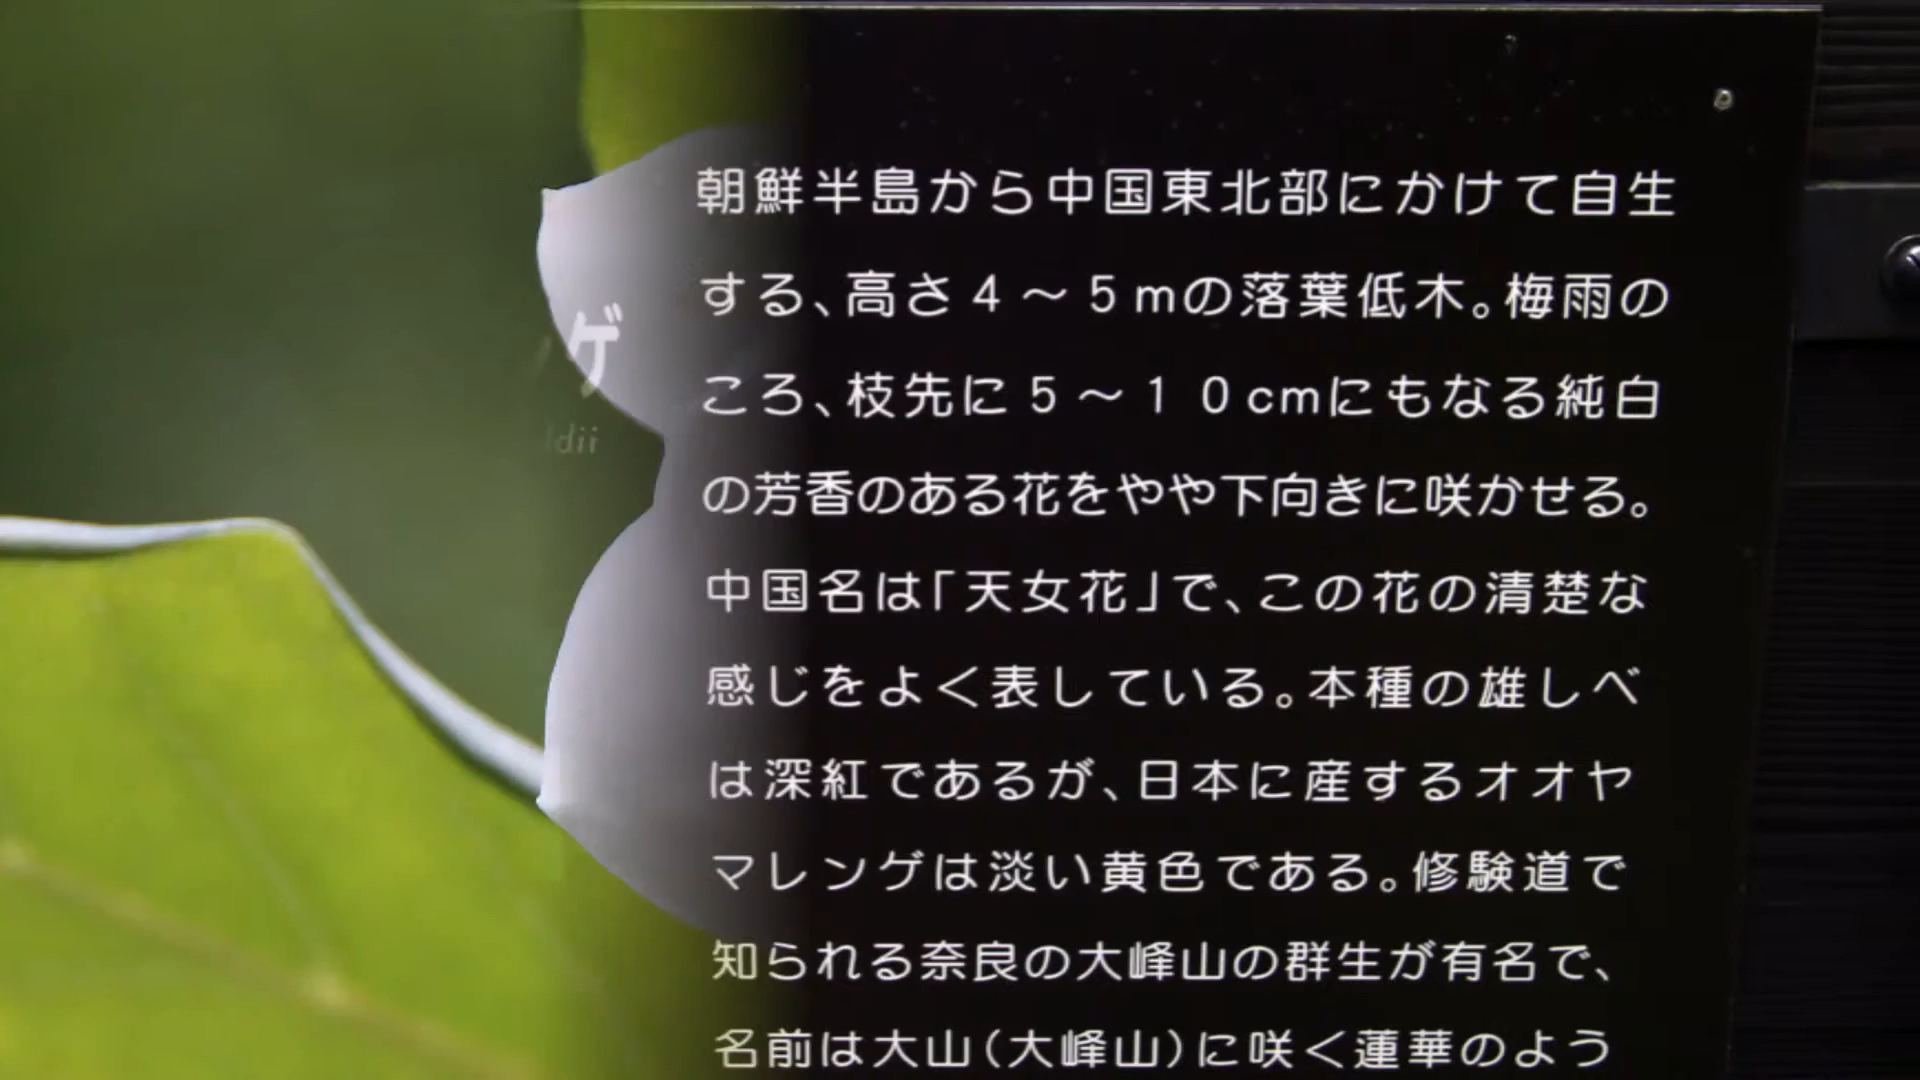 ゲ
ldii
朝鮮半島から中国東北部にかけて自生
する、高さ４～５mの落葉低木。梅雨の
ころ、枝先に５～１０cmにもなる純白
の芳香のある花をやや下向きに咲かせる。
中国名は「天女花」で、この花の清楚な
感じをよく表している。本種の雄しべ
は深紅であるが、日本に産するオオヤ
マレンゲは淡い黄色である。修験道で
知られる奈良の大峰山の群生が有名で、
名前は大山（大峰山）に咲く蓮華のよう